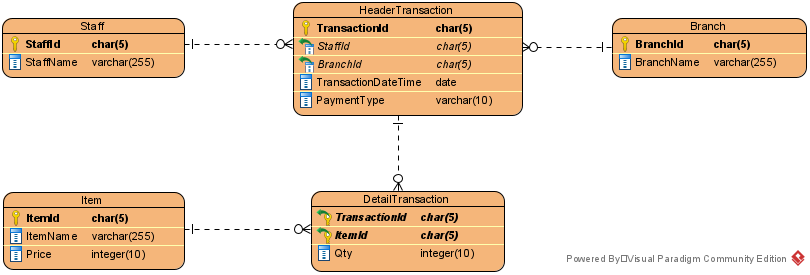 Staff
StaffId char(5)
StaffName varchar(255)
HeaderTransaction
TransactionId char(5)
StaffId char(5)
BranchId char(5)
TransactionDateTime date
PaymentType varchar(10)
Branch
BranchId char(5)
BranchName varchar(255)
Item
ItemId char(5)
ItemName varchar(255)
Price integer(10)
DetailTransaction
TransactionId char(5)
ItemId char(5)
Qty integer(10)
Powered By□Visual Paradigm Community Edition